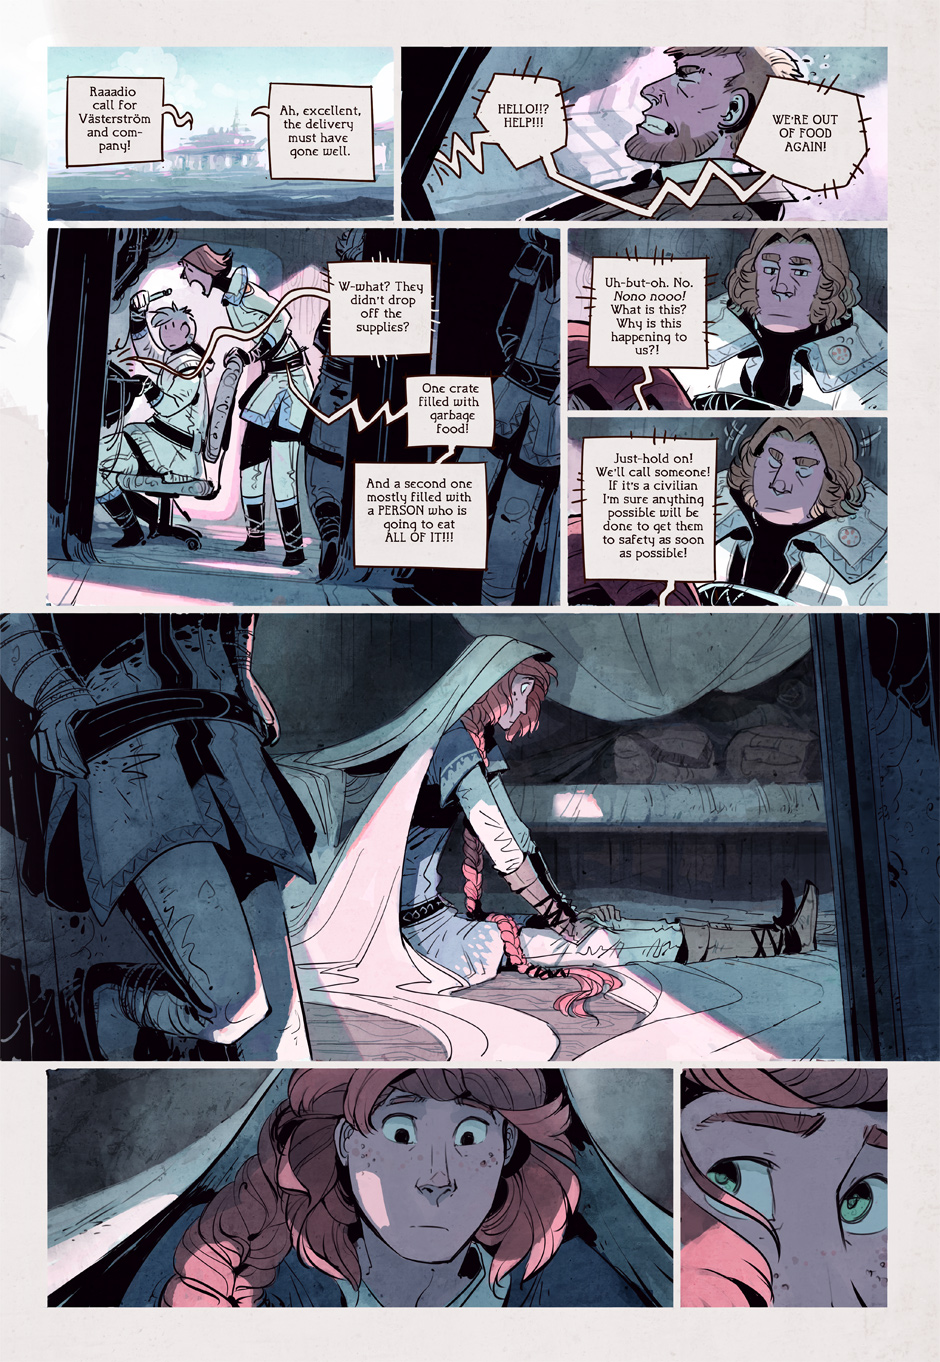 Raaadio
call for
Västerström
and com-
pany!
Ah, excellent,
the delivery
must have
gone well.
HELLO!!?
HELP!!!
WE'RE OUT
OF FOOD
AGAIN!
W-what? They
didn't drop
off the
supplies?
One crate
filled with
garbage
food!
And a second one
mostly filled with
a PERSON who is
going to eat
ALL OF IT!!!
Uh-but-oh. No.
Nono nooo!
What is this?
Why is this
happening to
us?!
Just-hold on!
We'll call someone!
If it's a civilian
I'm sure anything
possible will be
done to get them
to safety as soon
as possible!